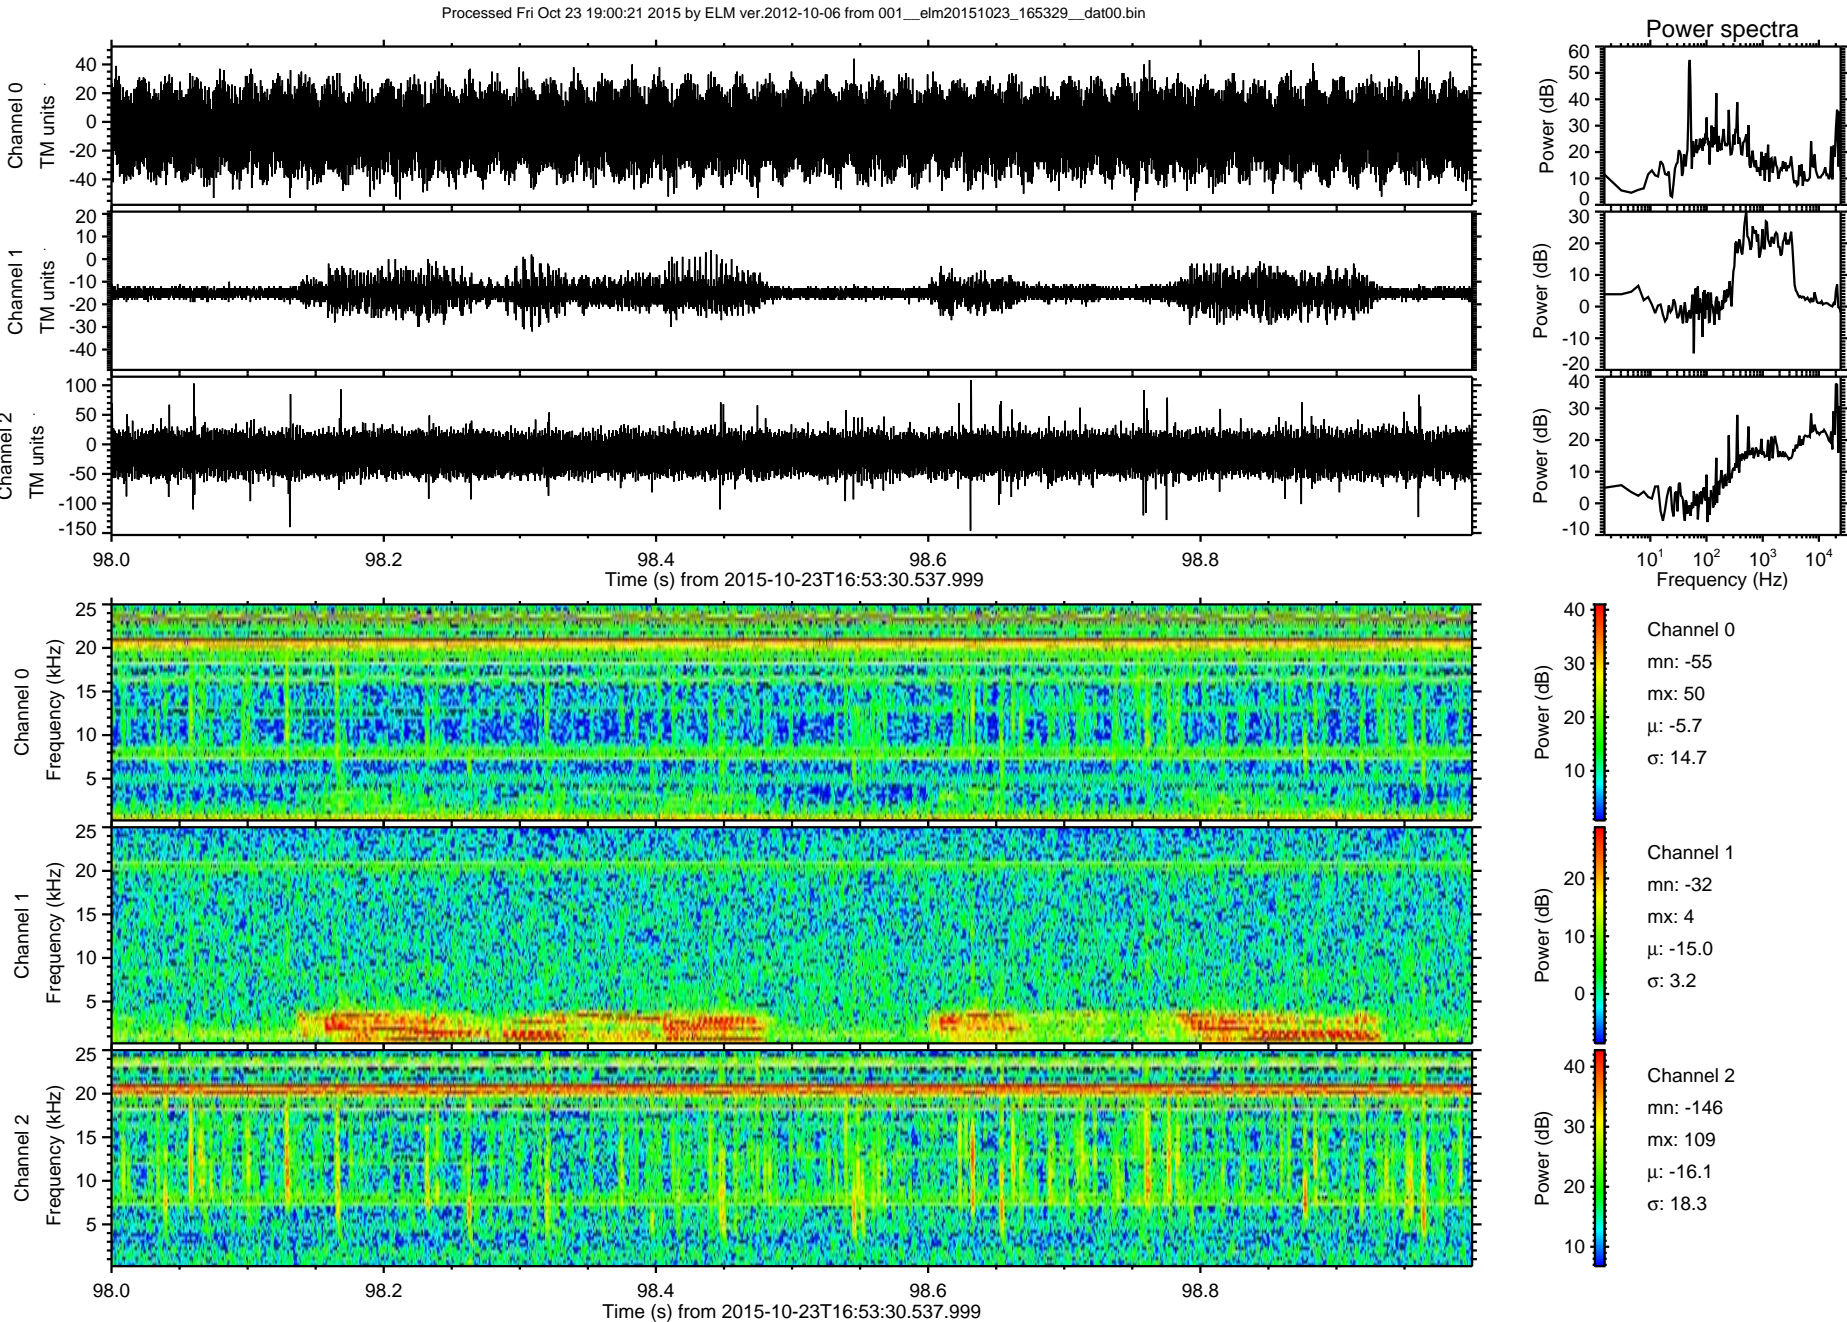 Processed Fri Oct 23 19:00:21 2015 by ELM ver.2012-10-06 from 001__elm20151023_165329__dat00.bin
Power spectra
Channel 0
TM units
40
20
0
-20
-40
Power (dB)
60
50
40
30
20
10
0
Channel 1
TM units
20
10
0
-10
-20
-30
-40
Power (dB)
30
20
10
0
-10
-20
Channel 2
TM units
100
50
0
-50
-100
-150
Power (dB)
40
30
20
10
0
-10
98.0 98.2 98.4 98.6 98.8
Time (s) from 2015-10-23T16:53:30.537.999
10^1 10^2 10^3 10^4
Frequency (Hz)
Channel 0
Frequency (kHz)
25
20
15
10
5
Power (dB)
40
30
20
10
Channel 0
mn: -55
mx: 50
μ: -5.7
σ: 14.7
Channel 1
Frequency (kHz)
25
20
15
10
5
Power (dB)
20
10
0
Channel 1
mn: -32
mx: 4
μ: -15.0
σ: 3.2
Channel 2
Frequency (kHz)
25
20
15
10
5
Power (dB)
40
30
20
10
Channel 2
mn: -146
mx: 109
μ: -16.1
σ: 18.3
98.0 98.2 98.4 98.6 98.8
Time (s) from 2015-10-23T16:53:30.537.999